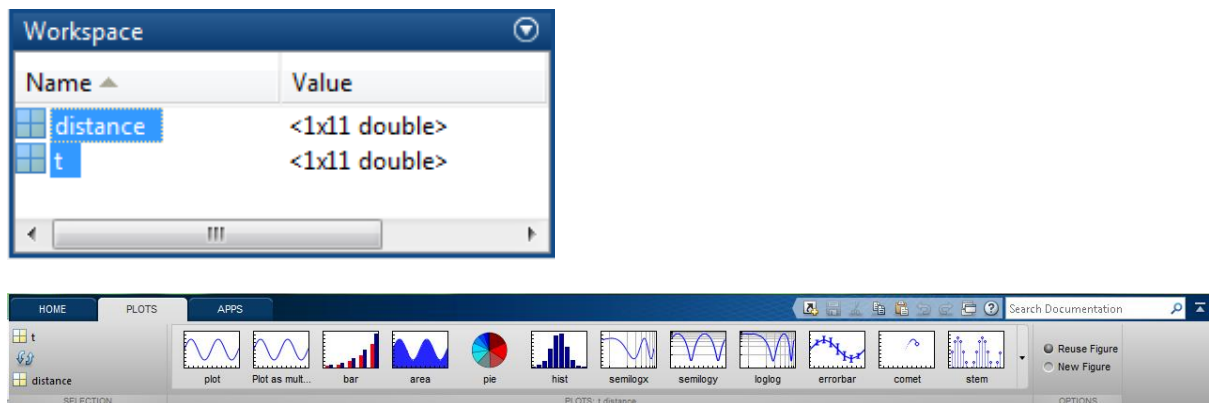 Workspace
Name Value
distance <1x11 double>
t <1x11 double>
HOME PLOTS APPS Search Documentation
t
distance
plot Plot as mult... bar area pie hist semilogx semilogy loglog errorbar comet stem
Reuse Figure
New Figure
SELECTION PLOTS: t distance OPTIONS